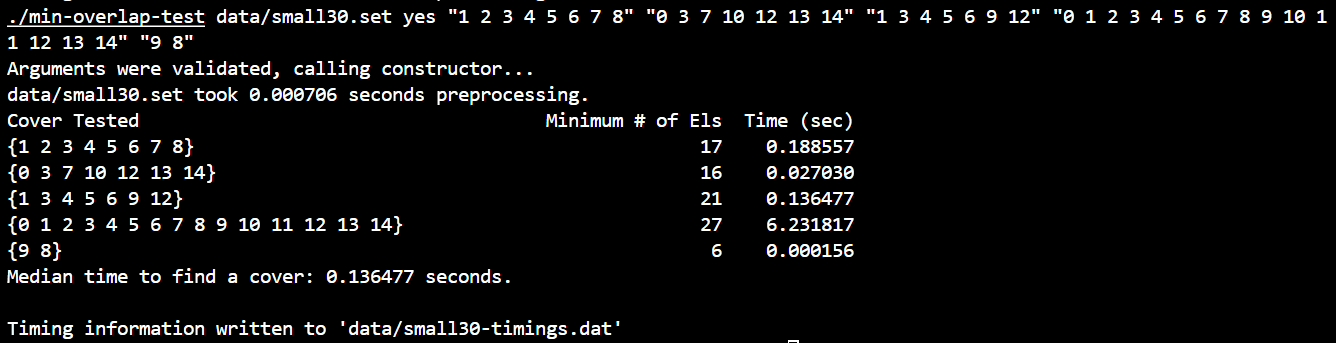 ./min-overlap-test data/small30.set yes "1 2 3 4 5 6 7 8" "0 3 7 10 12 13 14" "1 3 4 5 6 9 12" "0 1 2 3 4 5 6 7 8 9 10 1
1 12 13 14" "9 8"
Arguments were validated, calling constructor...
data/small30.set took 0.000706 seconds preprocessing.
Cover Tested Minimum # of Els Time (sec)
{1 2 3 4 5 6 7 8} 17 0.188557
{0 3 7 10 12 13 14} 16 0.027030
{1 3 4 5 6 9 12} 21 0.136477
{0 1 2 3 4 5 6 7 8 9 10 11 12 13 14} 27 6.231817
{9 8} 6 0.000156
Median time to find a cover: 0.136477 seconds.
Timing information written to 'data/small30-timings.dat'